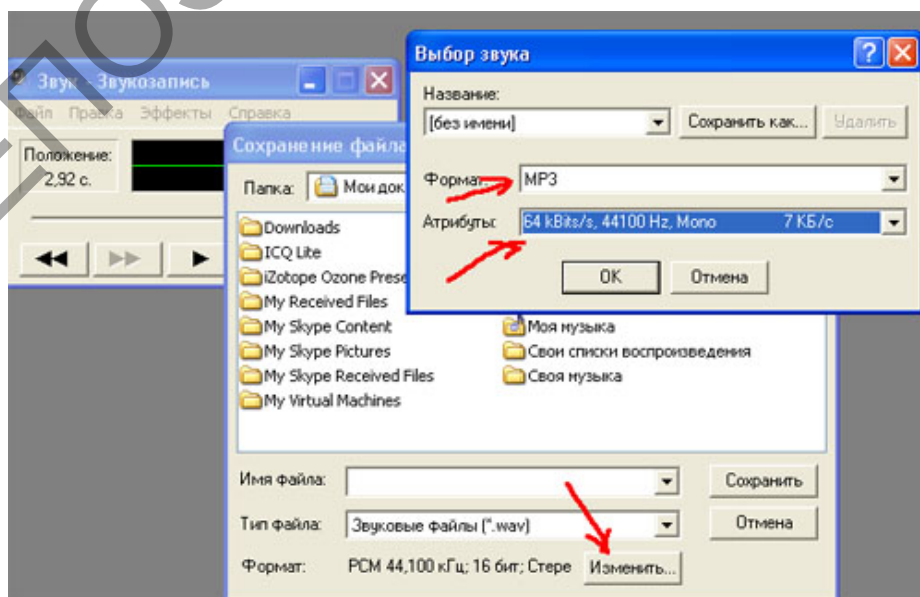 Звук - Звукозапись
Файл Правка Эффекты Справка
Положение:
2,92 с.
Сохранение файла
Папка: Мои док
Downloads
ICQ Lite
iZotope Ozone Prese
My Received Files
My Skype Content
My Skype Pictures
My Skype Received Files
My Virtual Machines
Моя музыка
Свои списки воспроизведения
Своя музыка
Имя файла:
Сохранить
Тип файла: Звуковые файлы (*.wav)
Отмена
Формат: PCM 44,100 кГц; 16 бит; Стере
Изменить...
Выбор звука
Название:
[без имени]
Сохранить как...
Удалить
Формат: MP3
Атрибуты: 64 kBits/s, 44100 Hz, Mono 7 КБ/с
OK
Отмена